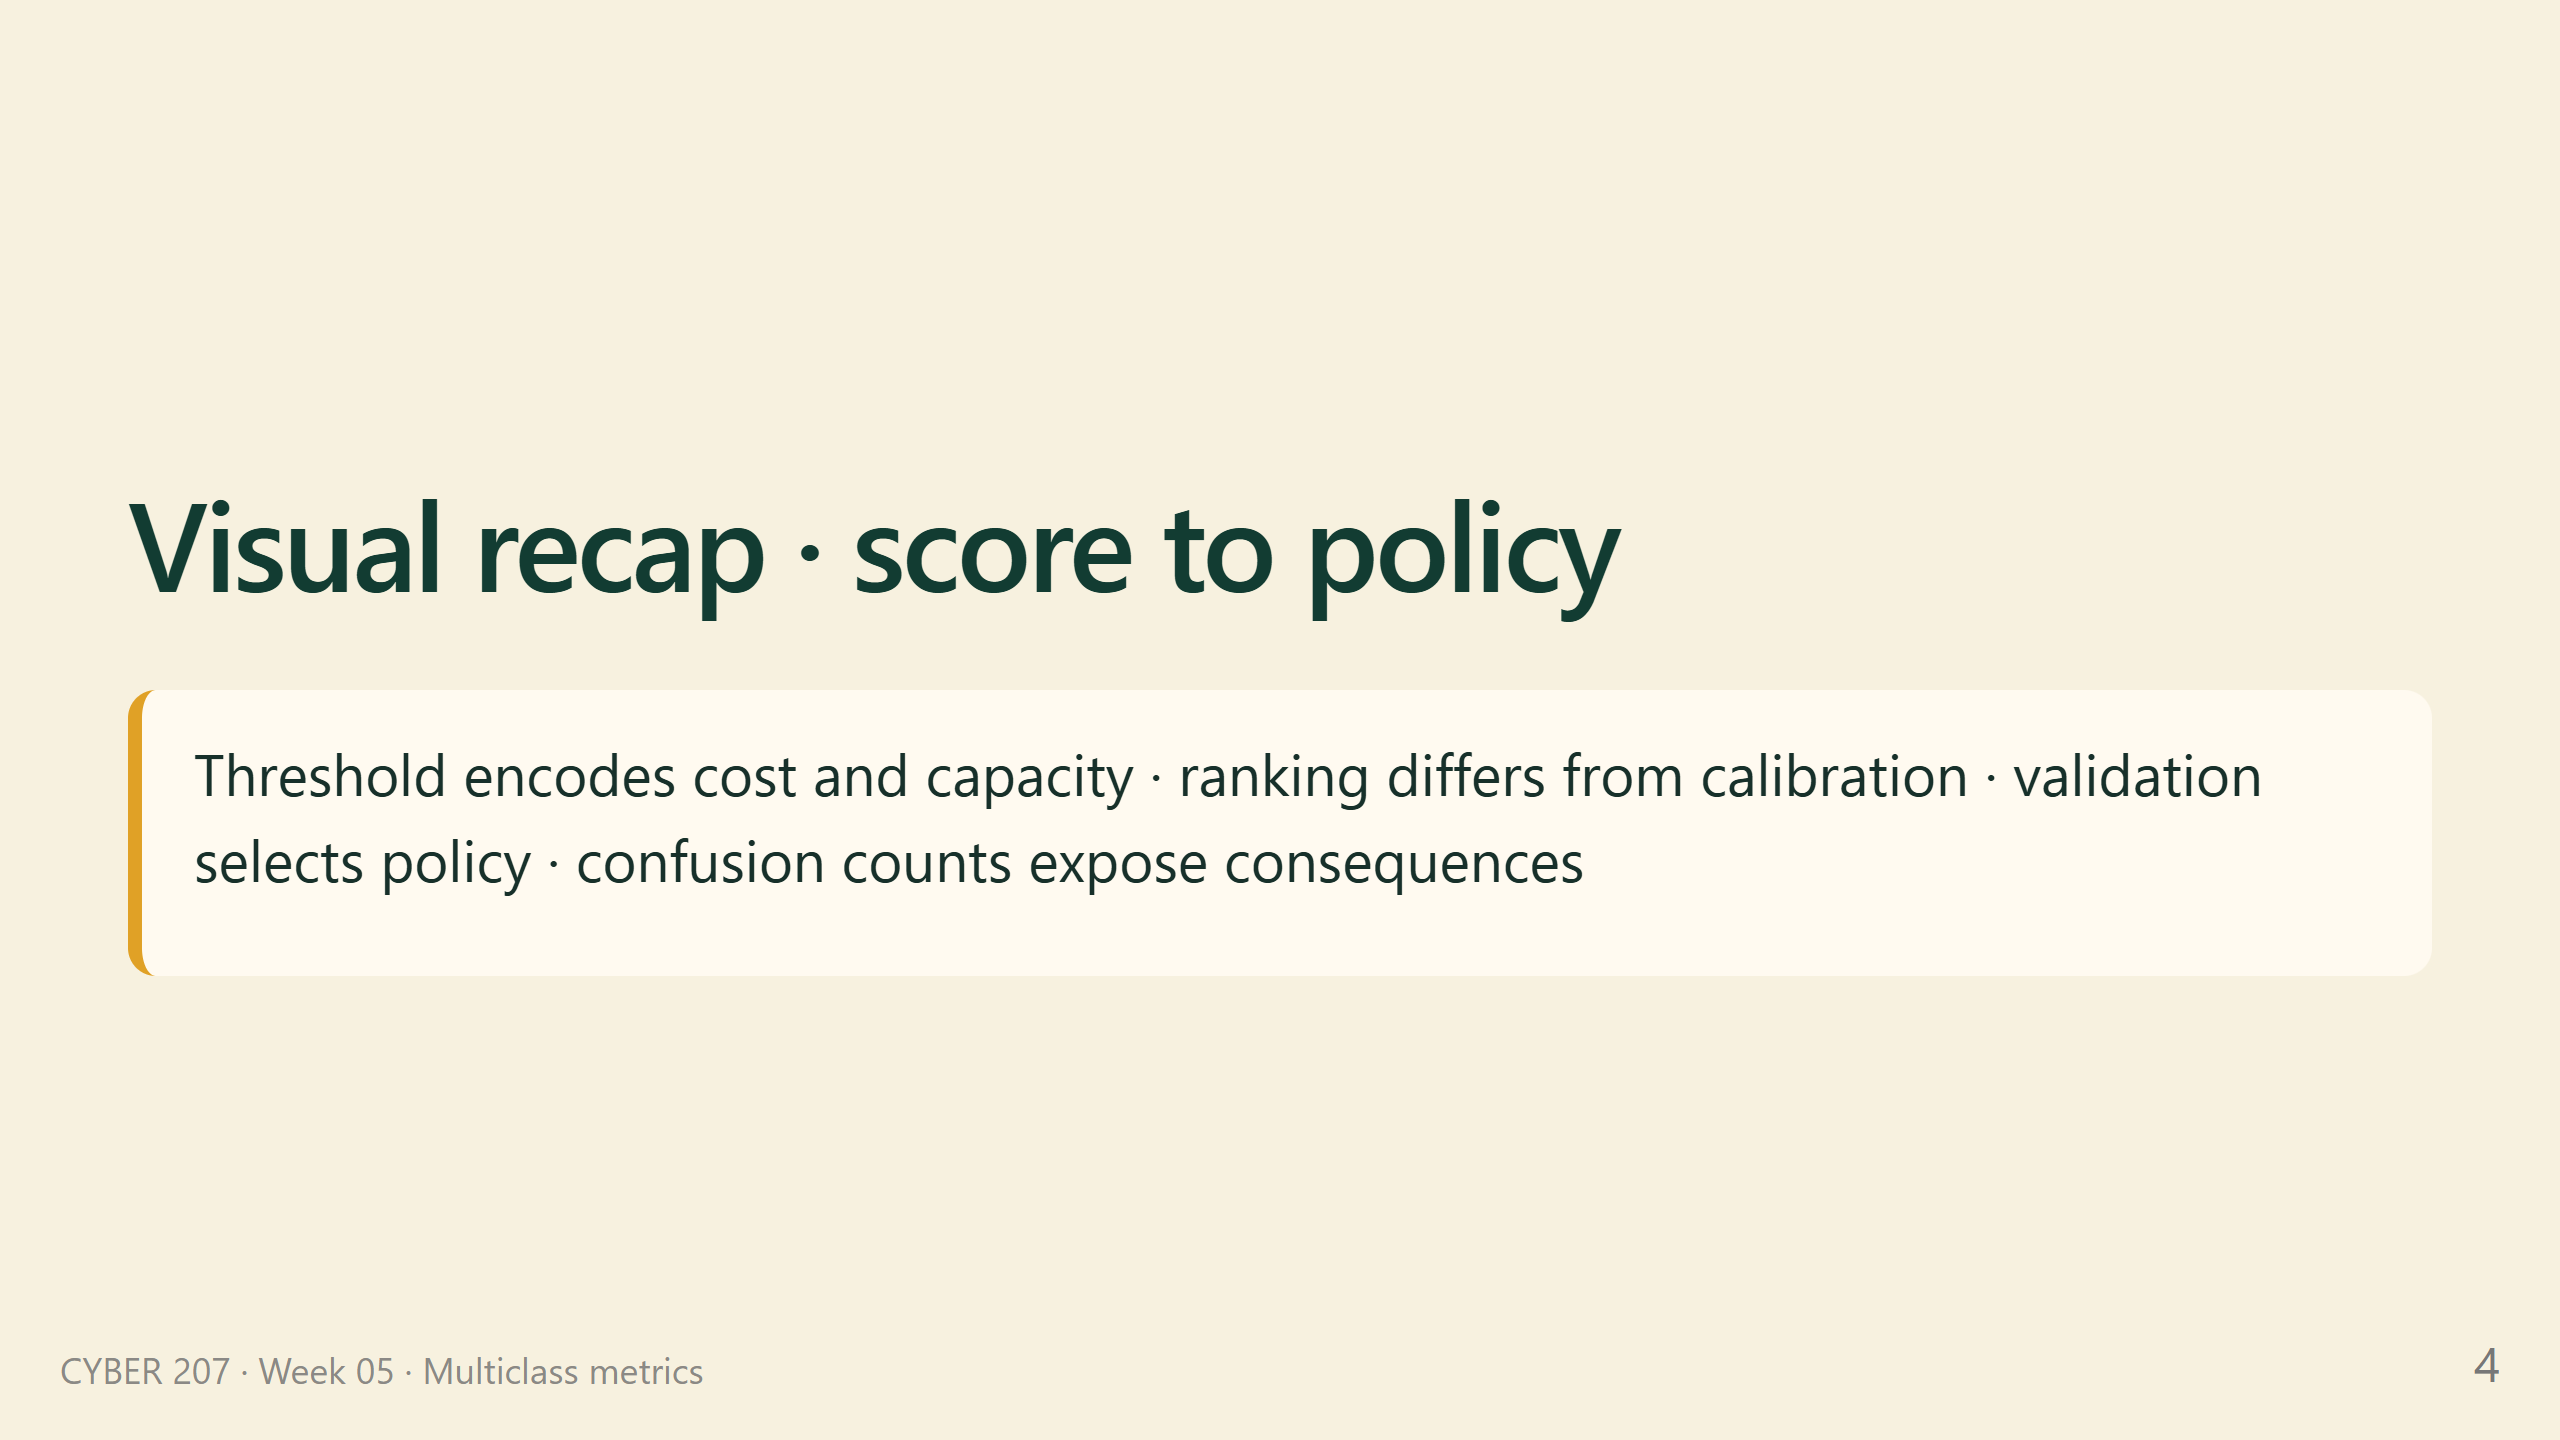 Visual recap · score to policy
Threshold encodes cost and capacity · ranking differs from calibration · validation
selects policy · confusion counts expose consequences
CYBER 207 · Week 05 · Multiclass metrics
4